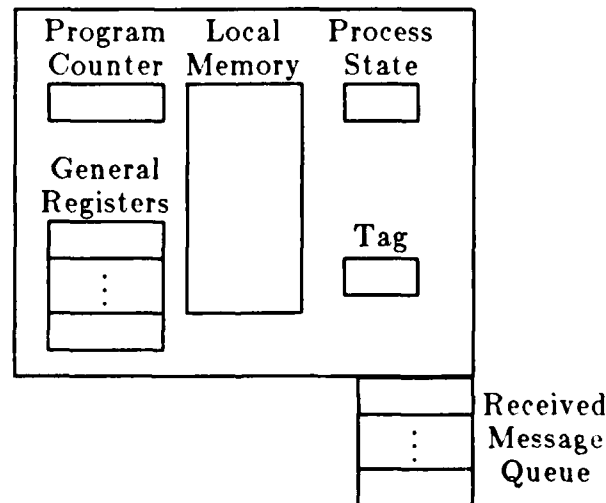 Program
Counter
Local
Memory
Process
State
General
Registers
Tag
Received
Message
Queue